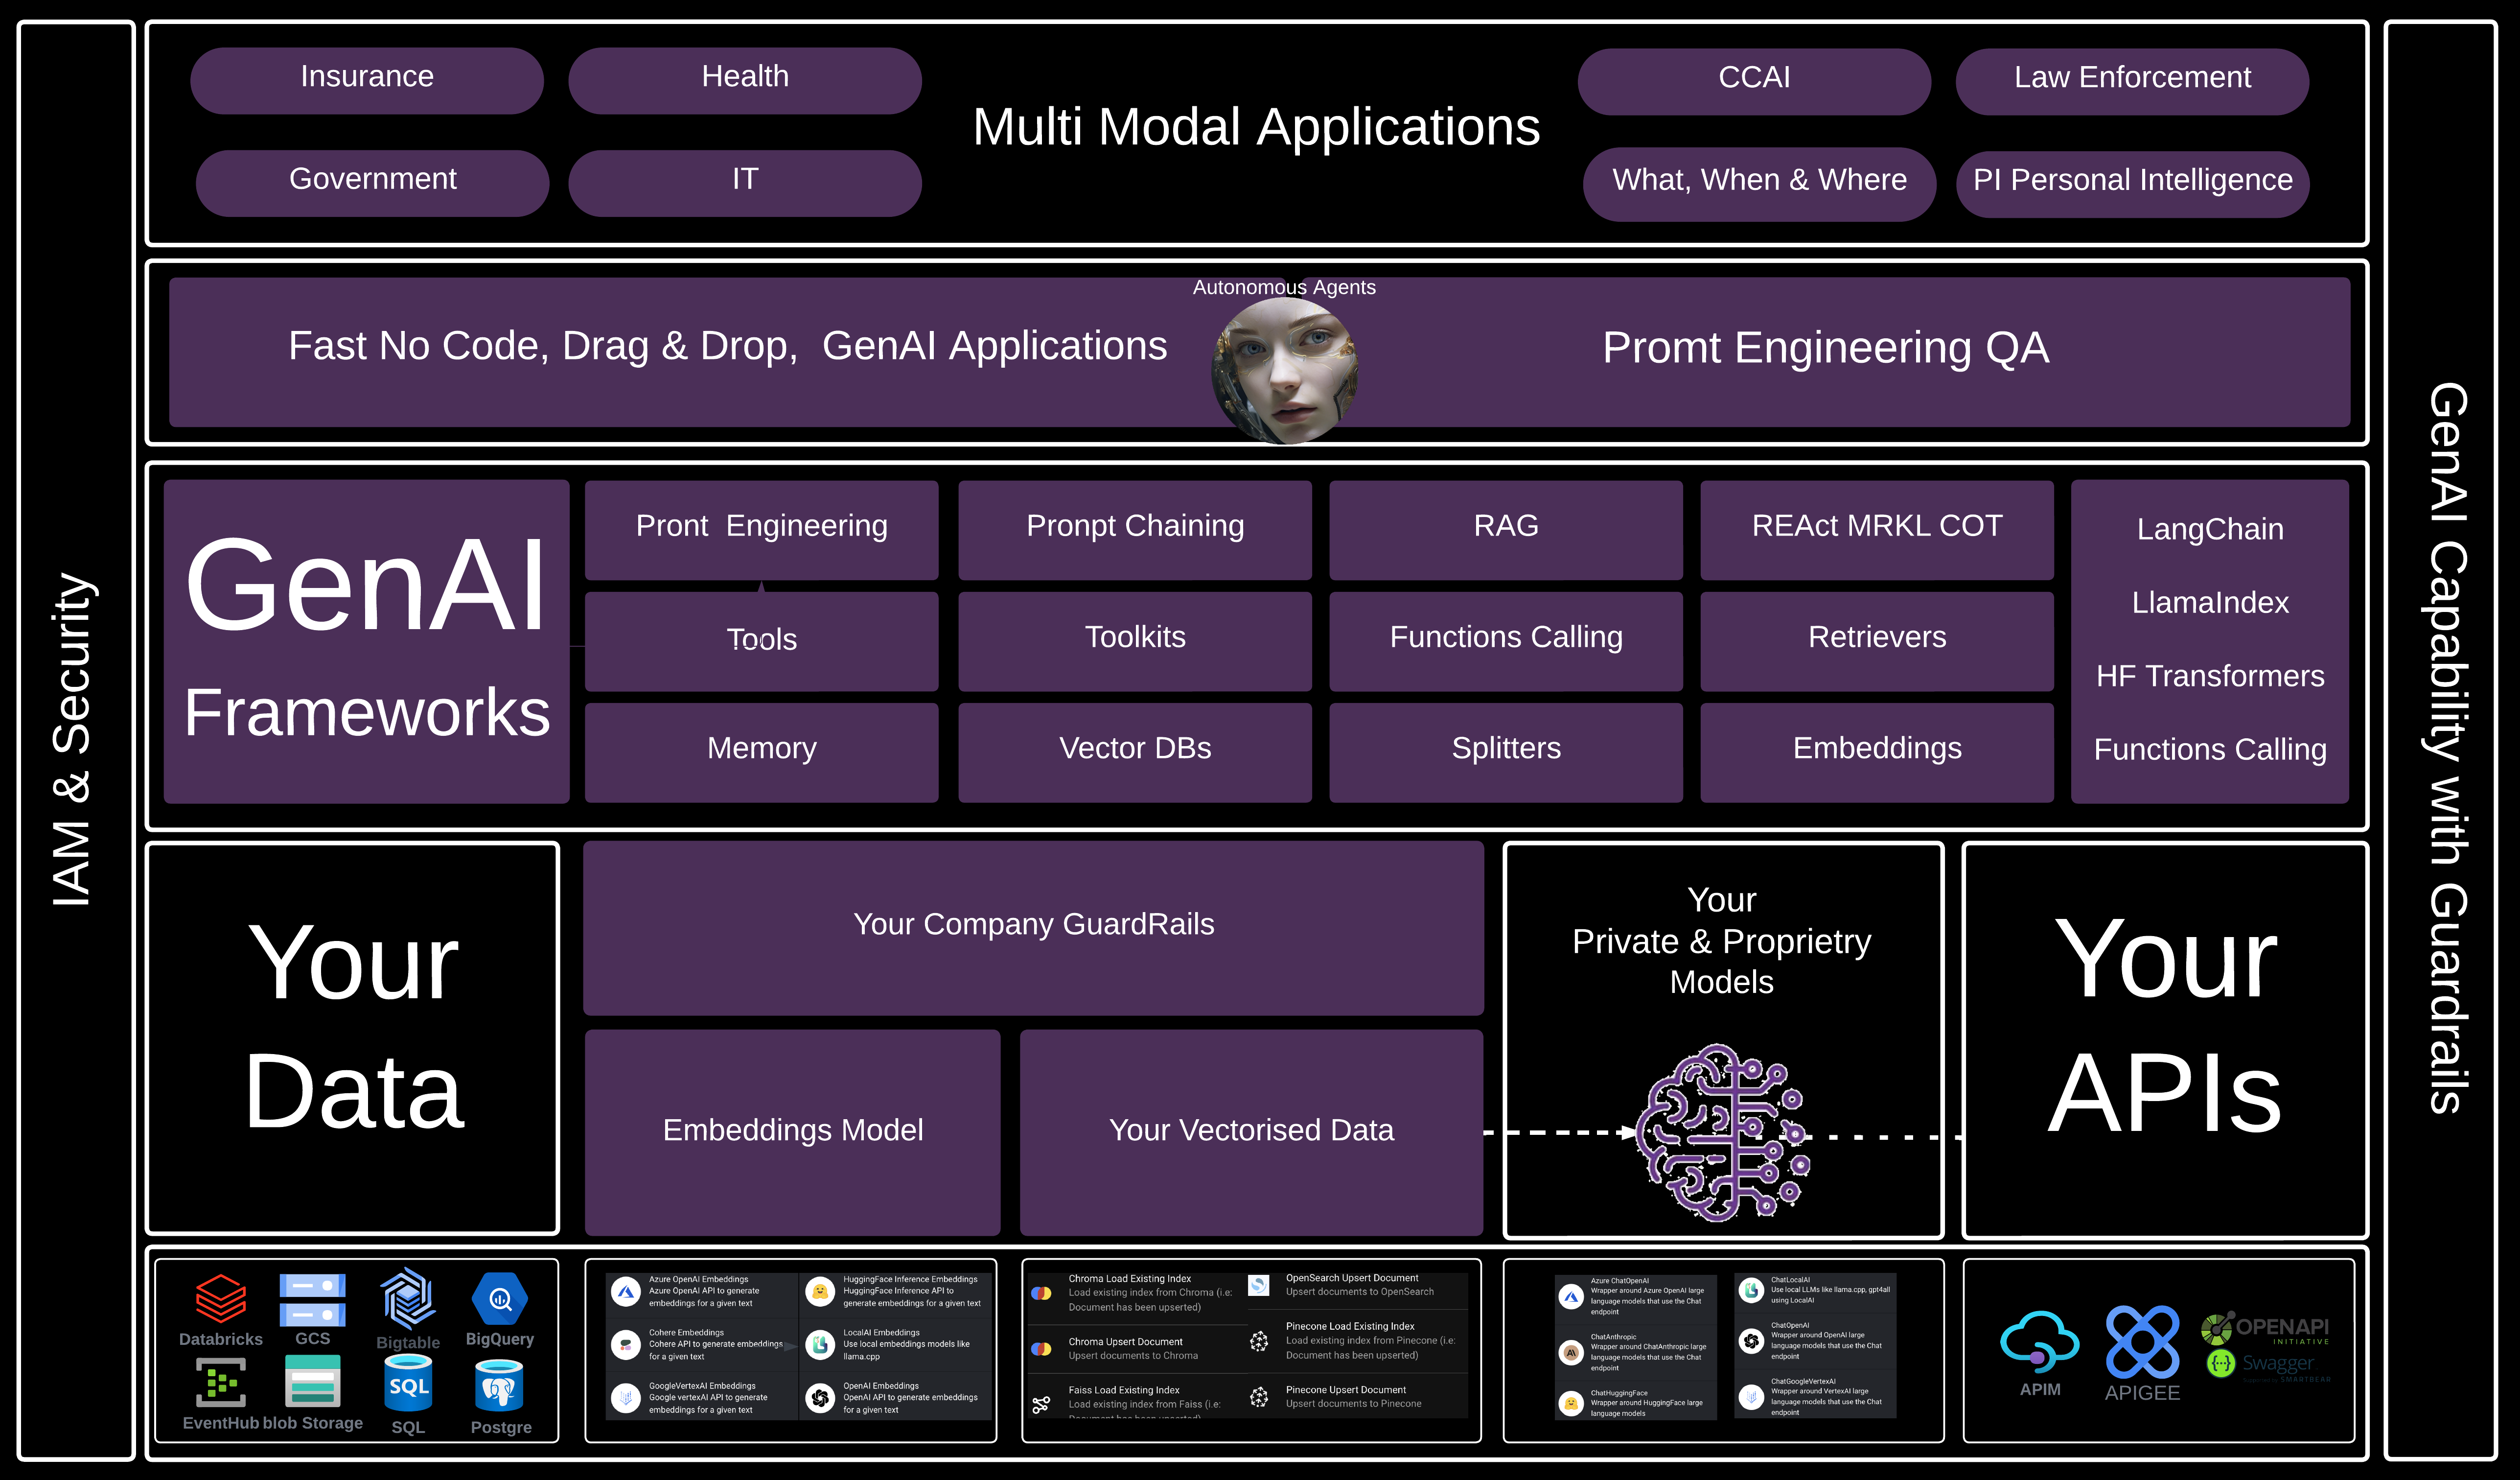 IAM & Security
Insurance
Health
Government
IT
Multi Modal Applications
CCAI
Law Enforcement
What, When & Where
PI Personal Intelligence
Fast No Code, Drag & Drop,  GenAI Applications
Autonomous Agents
Promt Engineering QA
GenAI
Frameworks
Pront  Engineering
Pronpt Chaining
RAG
REAct MRKL COT
Tools
Toolkits
Functions Calling
Retrievers
Memory
Vector DBs
Splitters
Embeddings
LangChain
LlamaIndex
HF Transformers
Functions Calling
Your
Data
Your Company GuardRails
Embeddings Model
Your Vectorised Data
Your
Private & Proprietry
Models
Your
APIs
Databricks
GCS
Bigtable
BigQuery
EventHub
blob Storage
SQL
SQL
Postgre
Azure OpenAI Embeddings
Azure OpenAI API to generate
embeddings for a given text
Cohere Embeddings
Cohere API to generate embeddings
for a given text
GoogleVertexAI Embeddings
Google vertexAI API to generate
embeddings for a given text
HuggingFace Inference Embeddings
HuggingFace Inference API to
generate embeddings for a given text
LocalAI Embeddings
Use local embeddings models like
llama.cpp
OpenAI Embeddings
OpenAI API to generate embeddings
for a given text
Chroma Load Existing Index
Load existing index from Chroma (i.e:
Document has been upserted)
Chroma Upsert Document
Upsert documents to Chroma
Faiss Load Existing Index
Load existing index from Faiss (i.e:
Document has been upserted)
OpenSearch Upsert Document
Upsert documents to OpenSearch
Pinecone Load Existing Index
Load existing index from Pinecone (i.e:
Document has been upserted)
Pinecone Upsert Document
Upsert documents to Pinecone
Azure ChatOpenAI
Wrapper around Azure OpenAI large
language models that use the Chat
endpoint
ChatAnthropic
Wrapper around ChatAnthropic large
language models that use the Chat
endpoint
ChatHuggingFace
Wrapper around HuggingFace large
language models
ChatLocalAI
Use local LLMs like llama.cpp, gpt4all
using LocalAI
ChatOpenAI
Wrapper around OpenAI large
language models that use the Chat
endpoint
ChatGoogleVertexAI
Wrapper around VertexAI large
language models that use the Chat
endpoint
APIM
APIGEE
OPENAPI
INITIATIVE
{···}
Swagger
Supported by SMARTBEAR
GenAI Capability with Guardrails